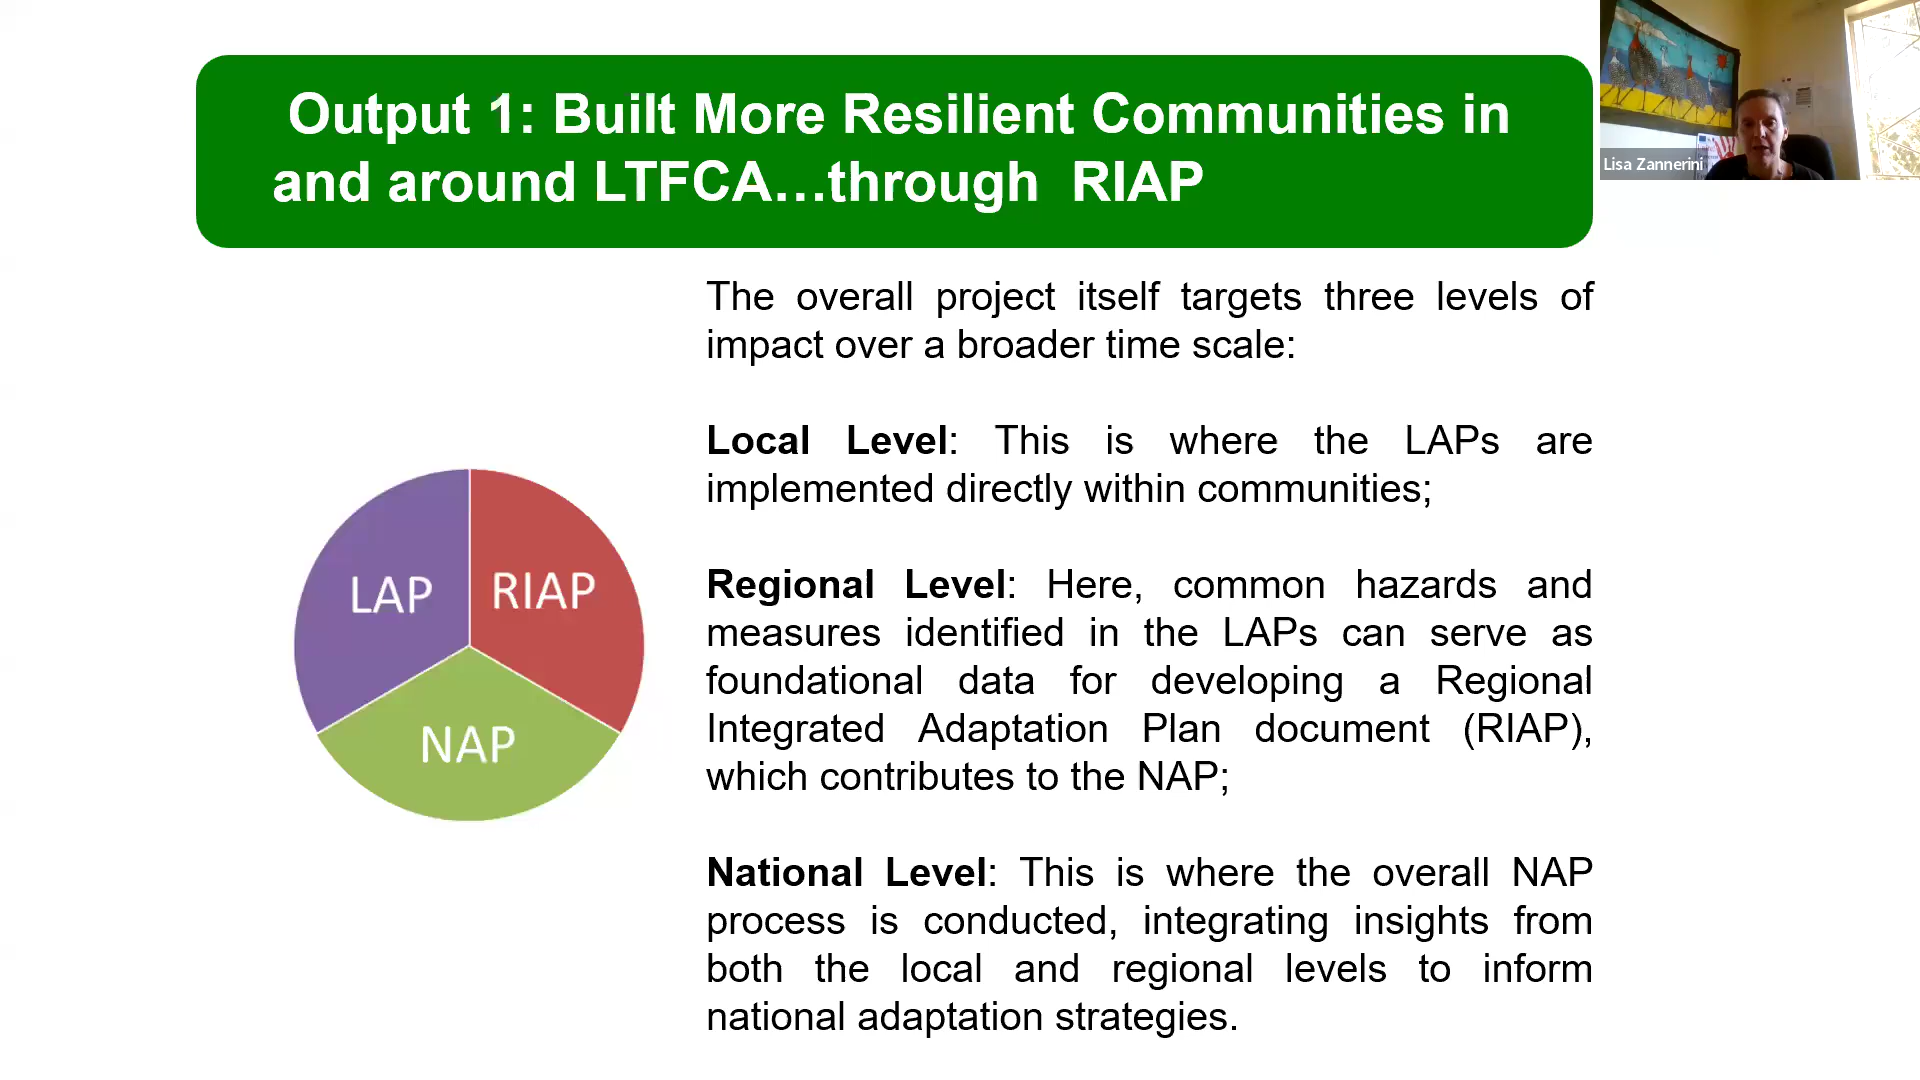 Output 1: Built More Resilient Communities in
and around LTFCA...through RIAP
Lisa Zannerini
The overall project itself targets three levels of
impact over a broader time scale:
Local Level: This is where the LAPs are
implemented directly within communities;
Regional Level: Here, common hazards and
measures identified in the LAPs can serve as
foundational data for developing a Regional
Integrated Adaptation Plan document (RIAP),
which contributes to the NAP;
National Level: This is where the overall NAP
process is conducted, integrating insights from
both the local and regional levels to inform
national adaptation strategies.
LAP
RIAP
NAP